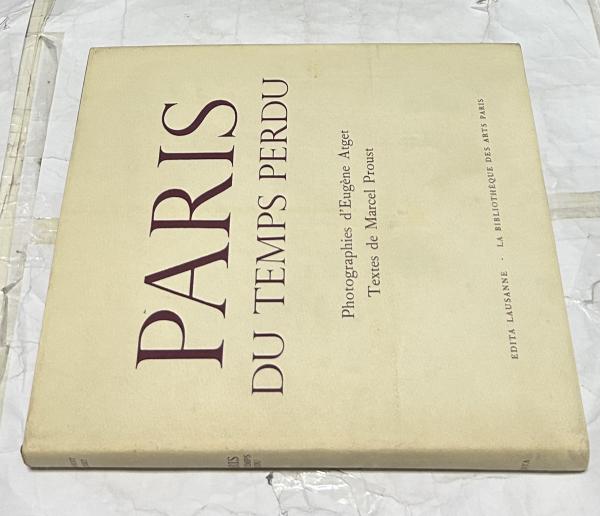 PARIS
DU TEMPS PERDU
Photographies d'Eugène Atget
Textes de Marcel Proust
EDITA LAUSANNE · LA BIBLIOTHÈQUE DES ARTS PARIS